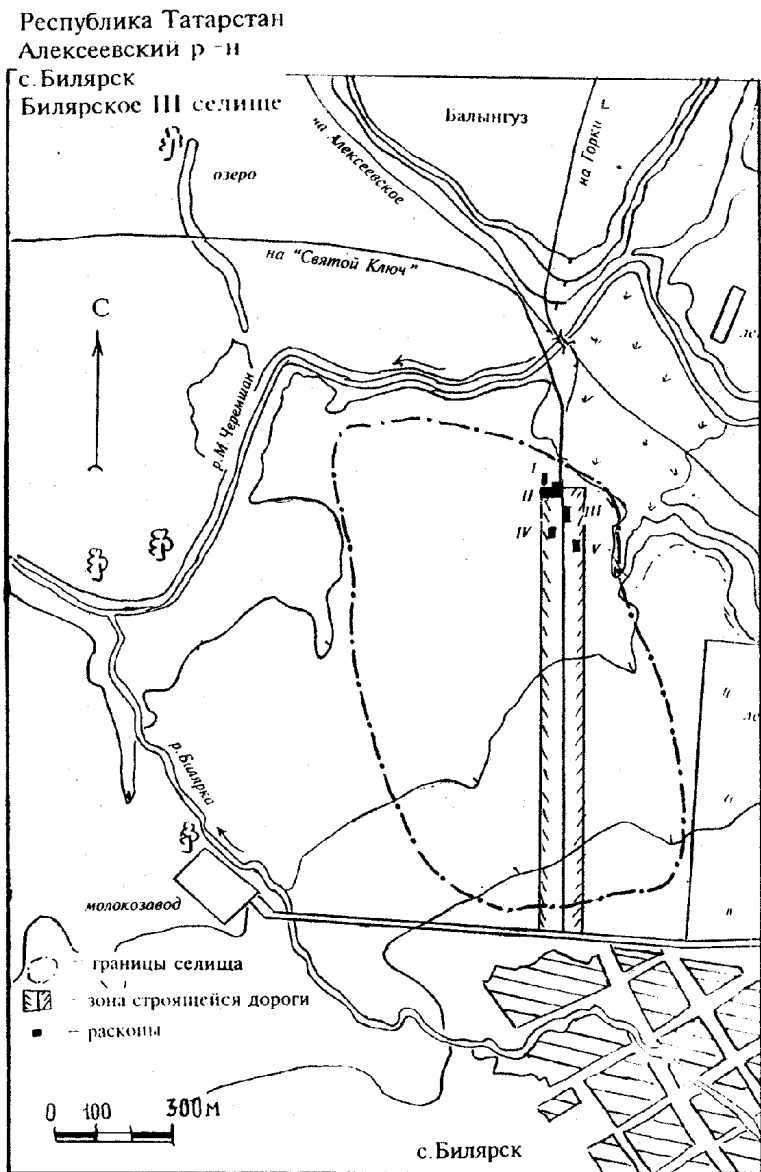 Республика Татарстан
Алексеевский р-н
с. Билярск
Билярское III селище
Балынгуз
на Алексеевское
на Горки
озеро
на "Святой Ключ"
С
р. М. Черемшан
I
II
III
IV
V
р. Билярка
молокозавод
- границы селища
- зона строящейся дороги
- раскопы
0 100 300м
с. Билярск